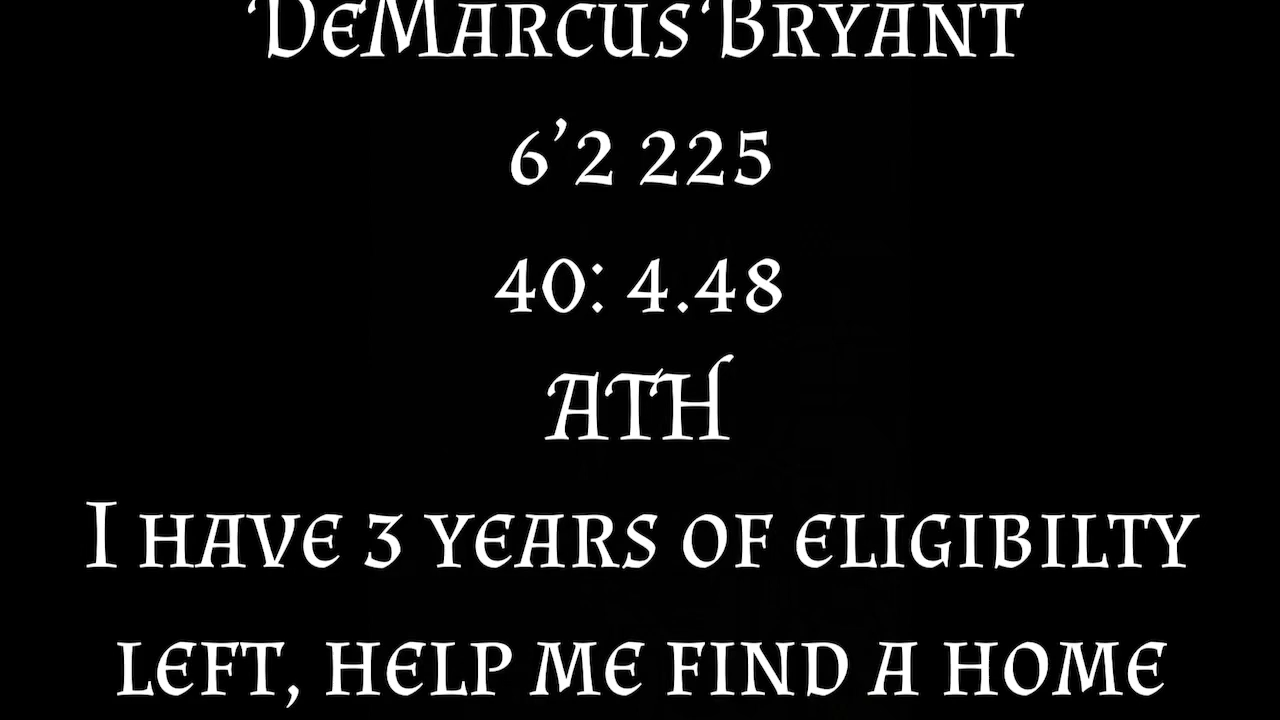 DeMarcus Bryant
6’2 225
40: 4.48
ATH
I have 3 years of eligibilty
left, help me find a home